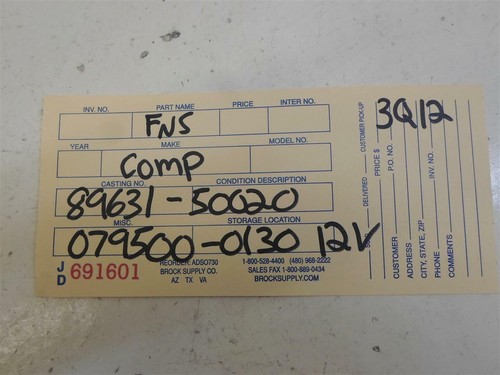 INV. NO. PART NAME PRICE INTER NO.
FNS
YEAR MAKE MODEL NO.
Comp
CASTING NO. CONDITION DESCRIPTION
89631-50020
MISC. STORAGE LOCATION
079500-0130 12V
JD 691601
REORDER: ADSO730
BROCK SUPPLY CO.
AZ TX VA
1-800-528-4400 (480) 968-2222
SALES FAX 1-800-889-0434
BROCKSUPPLY.COM
DELIVERED CUSTOMER PICK-UP
PRICE $
3Q12
P.O. NO.
CUSTOMER
ADDRESS
CITY, STATE, ZIP
PHONE INV. NO.
COMMENTS